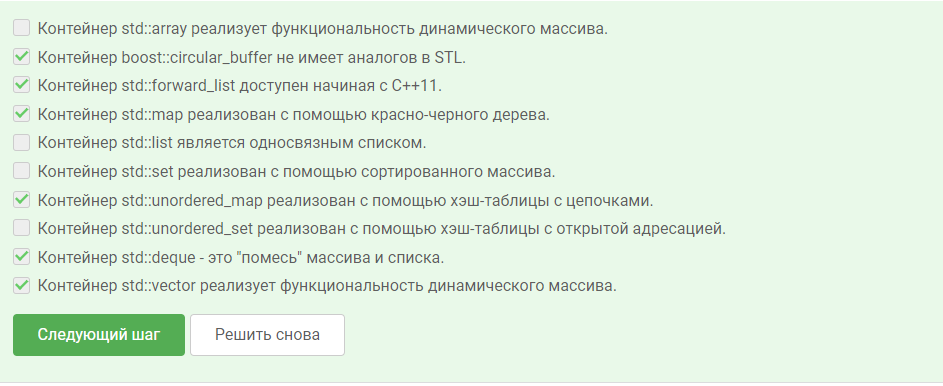 Контейнер std::array реализует функциональность динамического массива.
Контейнер boost::circular_buffer не имеет аналогов в STL.
Контейнер std::forward_list доступен начиная с C++11.
Контейнер std::map реализован с помощью красно-черного дерева.
Контейнер std::list является односвязным списком.
Контейнер std::set реализован с помощью сортированного массива.
Контейнер std::unordered_map реализован с помощью хэш-таблицы с цепочками.
Контейнер std::unordered_set реализован с помощью хэш-таблицы с открытой адресацией.
Контейнер std::deque - это "помесь" массива и списка.
Контейнер std::vector реализует функциональность динамического массива.
Следующий шаг Решить снова